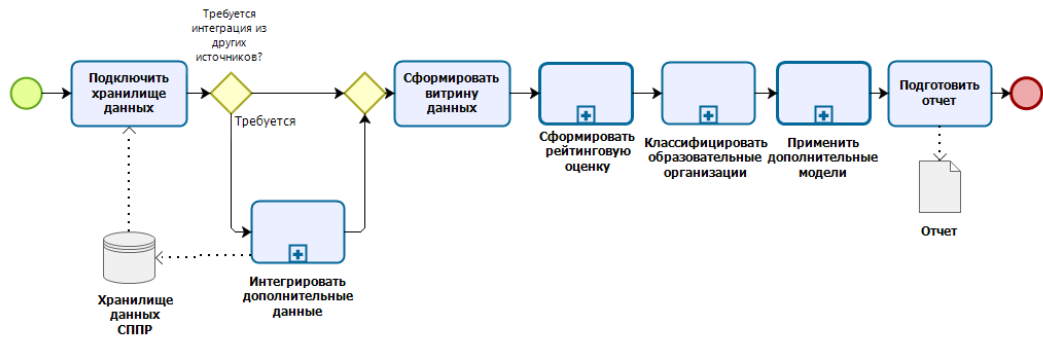 Требуется
интеграция из
других
источников?
Подключить
хранилище
данных
Требуется
Сформировать
витрину
данных
Сформировать
рейтинговую
оценку
Классифицировать
образовательные
организации
Применить
дополнительные
модели
Подготовить
отчет
Отчет
Интегрировать
дополнительные
данные
Хранилище
данных
СППР